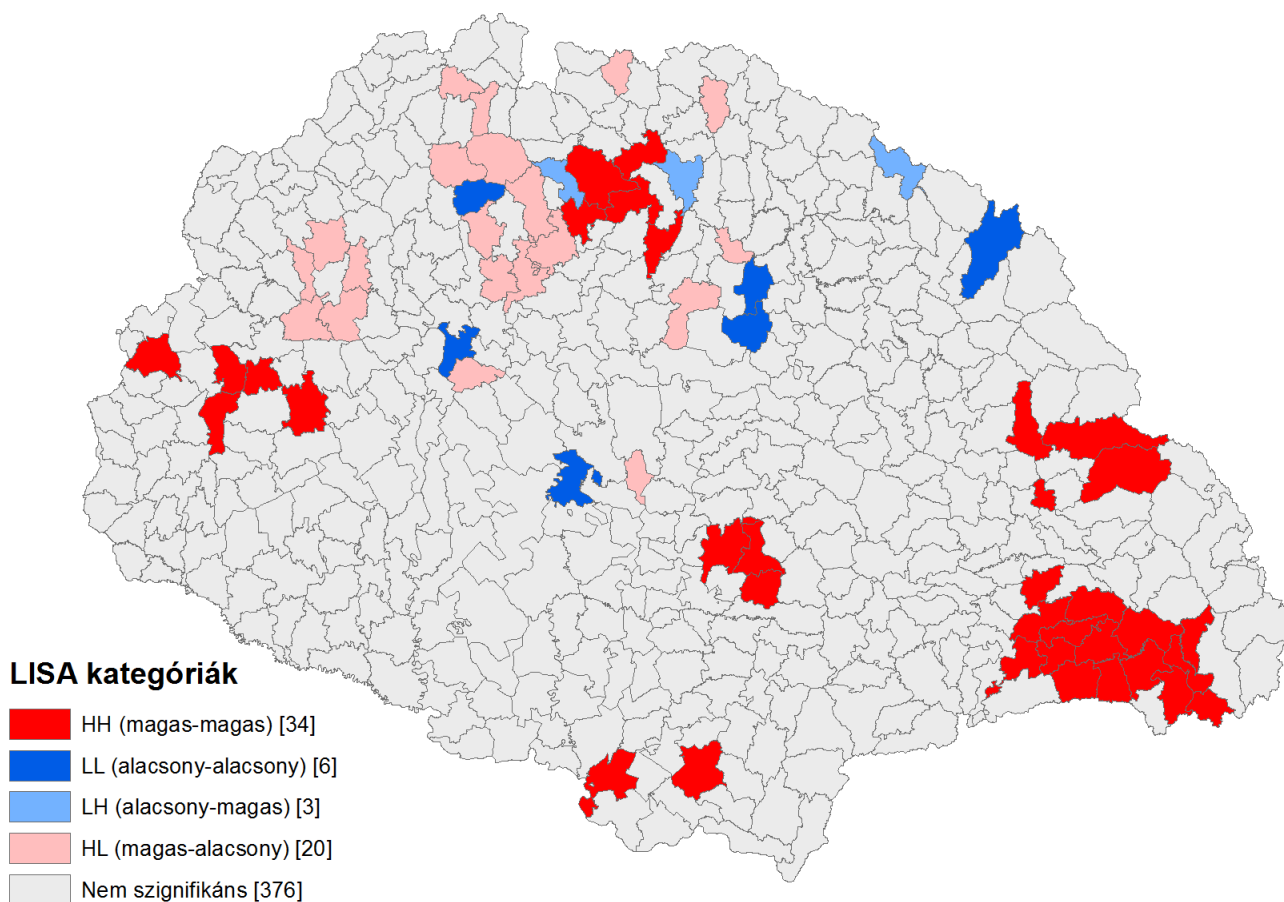 LISA kategóriák
HH (magas-magas) [34]
LL (alacsony-alacsony) [6]
LH (alacsony-magas) [3]
HL (magas-alacsony) [20]
Nem szignifikáns [376]